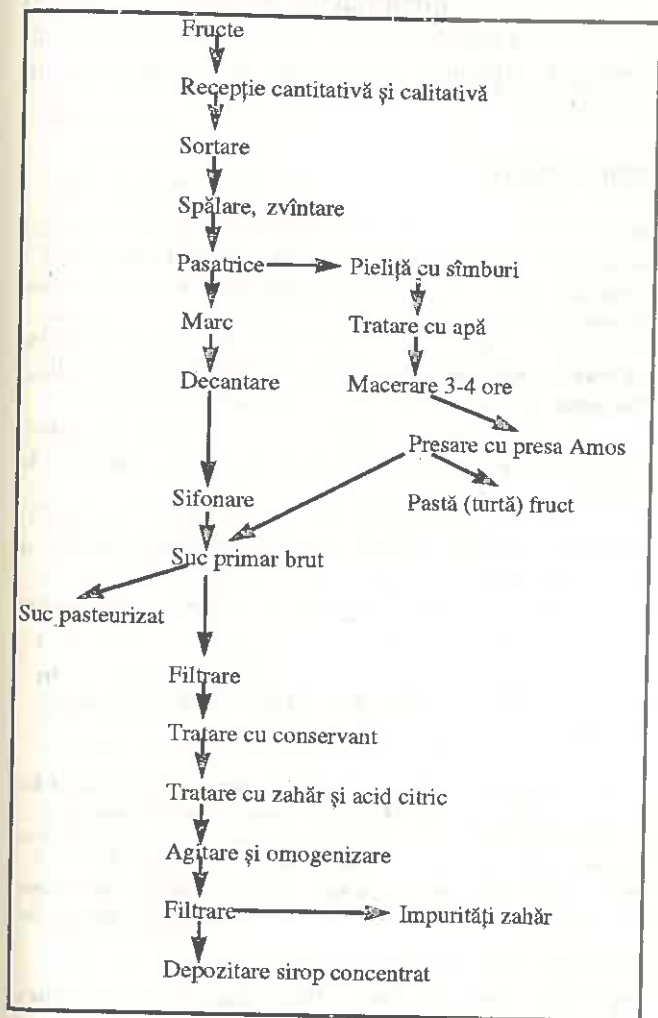 Fructe
Recepție cantitativă și calitativă
Sortare
Spălare, zvîntare
Pasatrice Pieliță cu sîmburi
Marc Tratare cu apă
Decantare Macerare 3-4 ore
Presare cu presa Amos
Sifonare Pastă (turtă) fruct
Suc primar brut
Suc pasteurizat
Filtrare
Tratare cu conservant
Tratare cu zahăr și acid citric
Agitare și omogenizare
Filtrare Impurități zahăr
Depozitare sirop concentrat